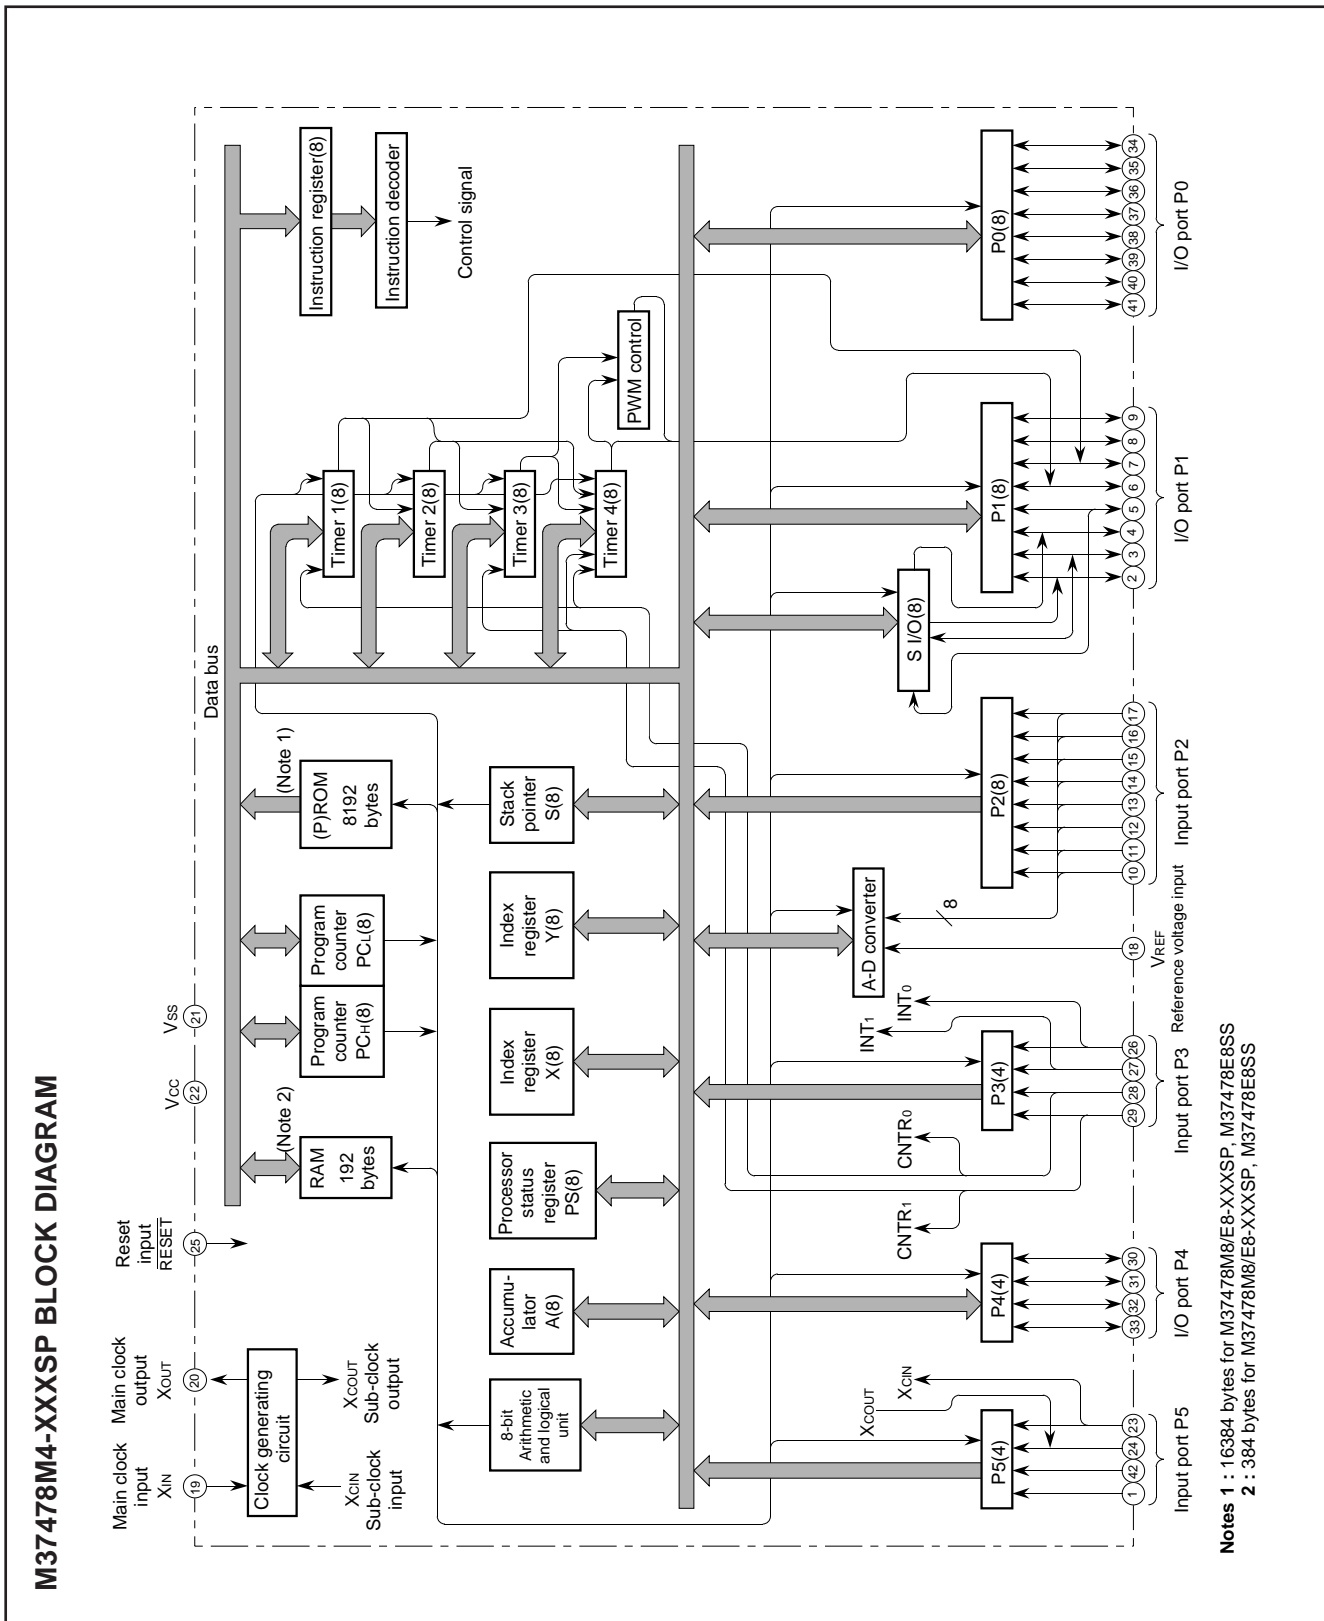 M37478M4-XXXSP BLOCK DIAGRAM
Main clock
input
XIN
19
Main clock
output
XOUT
20
Reset
input
RESET
25
VCC
22
VSS
21
Clock generating
circuit
XCIN
Sub-clock
input
XCOUT
Sub-clock
output
Data bus
RAM
192
bytes
(Note 2)
Program
counter
PCH(8)
Program
counter
PCL(8)
(P)ROM
8192
bytes
(Note 1)
Instruction register(8)
Instruction decoder
Control signal
8-bit
Arithmetic
and logical
unit
Accumu-
lator
A(8)
Processor
status
register
PS(8)
Index
register
X(8)
Index
register
Y(8)
Stack
pointer
S(8)
Timer 1(8)
Timer 2(8)
Timer 3(8)
Timer 4(8)
PWM control
XCOUT
XCIN
CNTR1
CNTR0
INT1
INT0
A-D converter
8
S I/O(8)
P5(4)
P4(4)
P3(4)
P2(8)
P1(8)
P0(8)
1 42 24 23
33 32 31 30
29 28 27 26
18
10 11 12 13 14 15 16 17
2 3 4 5 6 7 8 9
41 40 39 38 37 36 35 34
Input port P5
I/O port P4
Input port P3
VREF
Reference voltage input
Input port P2
I/O port P1
I/O port P0
Notes 1 : 16384 bytes for M37478M8/E8-XXXSP, M37478E8SS
2 : 384 bytes for M37478M8/E8-XXXSP, M37478E8SS